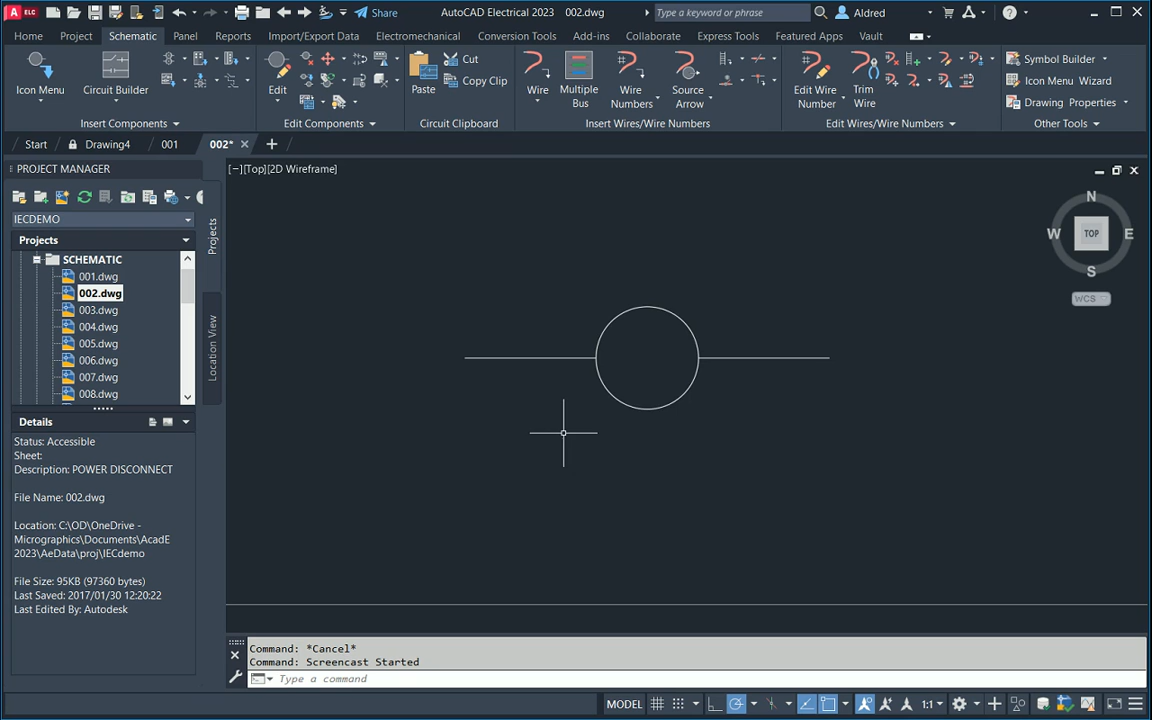 A ELC Share AutoCAD Electrical 2023 002.dwg Type a keyword or phrase Aldred
Home Project Schematic Panel Reports Import/Export Data Electromechanical Conversion Tools Add-ins Collaborate Express Tools Featured Apps Vault
Icon Menu Circuit Builder Edit Paste Cut Copy Clip Wire Multiple Bus Wire Numbers Source Arrow Edit Wire Number Trim Wire Symbol Builder Icon Menu Wizard Drawing Properties
Insert Components Edit Components Circuit Clipboard Insert Wires/Wire Numbers Edit Wires/Wire Numbers Other Tools
Start Drawing4 001 002*
PROJECT MANAGER
[−][Top][2D Wireframe]
IECDEMO
Projects
SCHEMATIC
001.dwg
002.dwg
003.dwg
004.dwg
005.dwg
006.dwg
007.dwg
008.dwg
Projects
Location View
N
W TOP E
S
WCS
Details
Status: Accessible
Sheet:
Description: POWER DISCONNECT
File Name: 002.dwg
Location: C:\OD\OneDrive -
Micrographics\Documents\AcadE
2023\AeData\proj\IECdemo
File Size: 95KB (97360 bytes)
Last Saved: 2017/01/30 12:20:22
Last Edited By: Autodesk
Command: *Cancel*
Command: Screencast Started
Type a command
MODEL 1:1